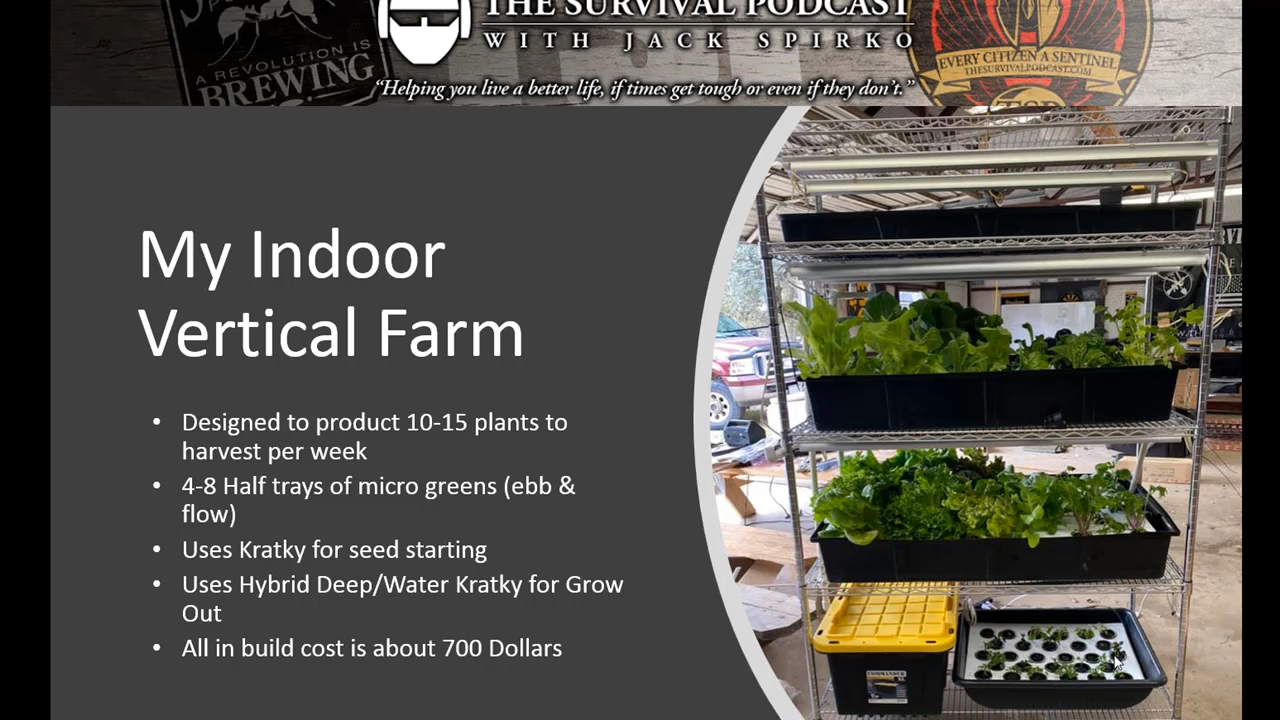 THE SURVIVAL PODCAST
WITH JACK SPIRKO
"Helping you live a better life, if times get tough or even if they don't."
A REVOLUTION IS
BREWING
EVERY CITIZEN A SENTINEL
THESURVIVALPODCAST.COM
My Indoor
Vertical Farm
• Designed to product 10-15 plants to
harvest per week
• 4-8 Half trays of micro greens (ebb &
flow)
• Uses Kratky for seed starting
• Uses Hybrid Deep/Water Kratky for Grow
Out
• All in build cost is about 700 Dollars
COMMANDER
XL